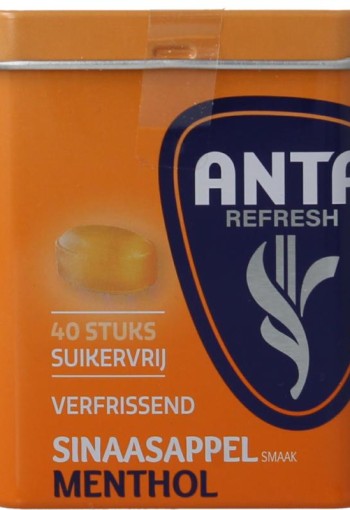 ANTA
REFRESH
40 STUKS
SUIKERVRIJ
VERFRISSEND
SINAASAPPEL SMAAK
MENTHOL